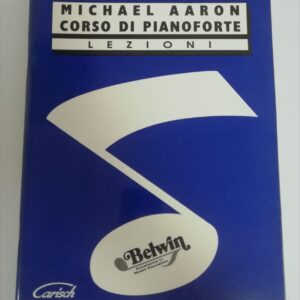 MICHAEL AARON
CORSO DI PIANOFORTE
LEZIONI
Belwin
Carisch